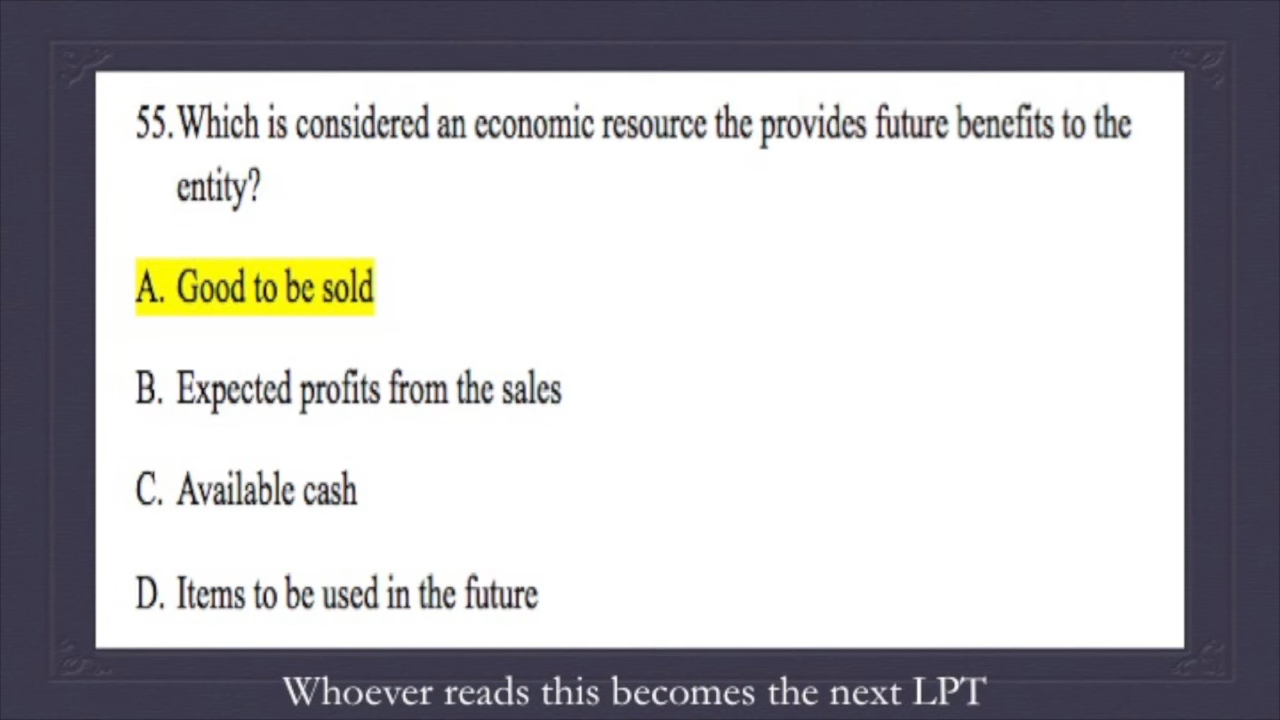 55. Which is considered an economic resource the provides future benefits to the
entity?
A. Good to be sold
B. Expected profits from the sales
C. Available cash
D. Items to be used in the future
Whoever reads this becomes the next LPT